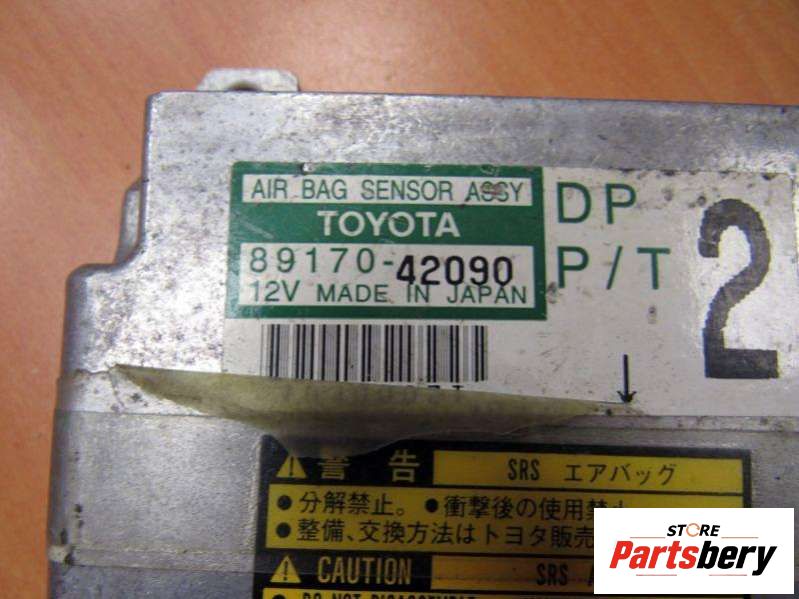 AIR BAG SENSOR ASSY
TOYOTA
89170-42090
12V MADE IN JAPAN
DP
P/T
2
警告
SRS エアバッグ
●分解禁止。●衝撃後の使用禁止
●整備、交換方法はトヨタ販売
CAUTION
SRS
STORE
Partsbery